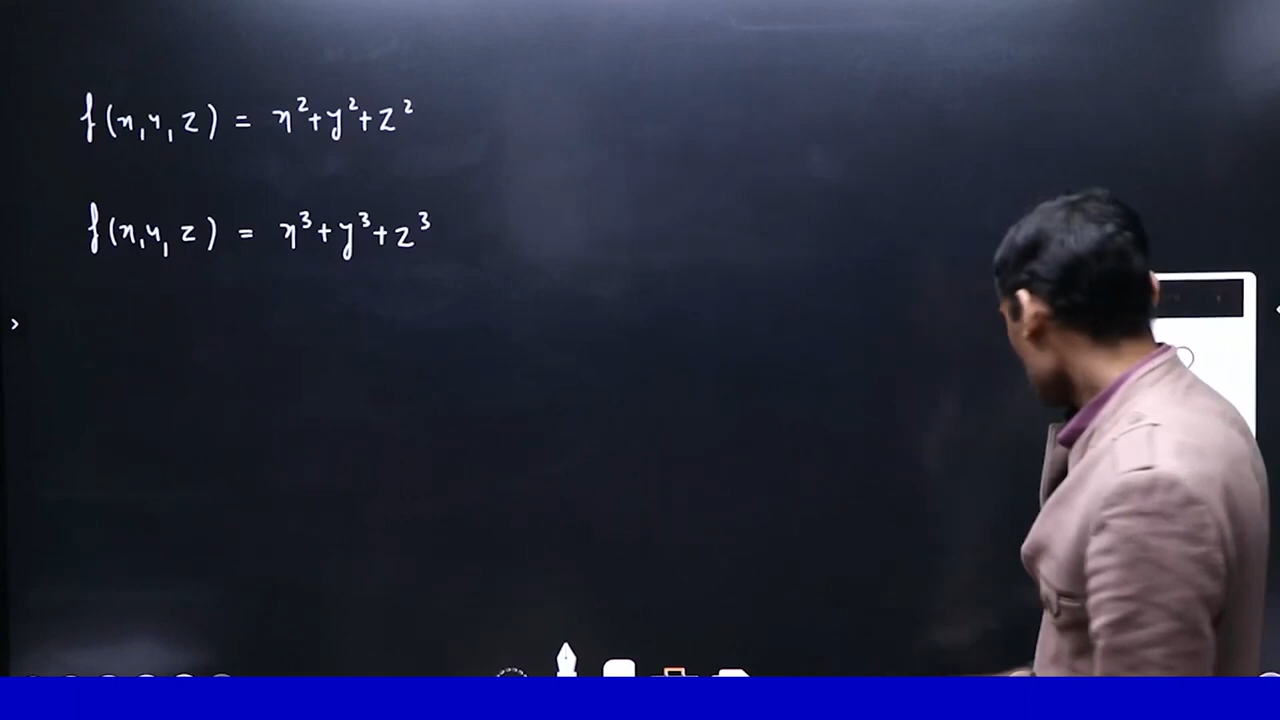 f(x,y,z) = x²+y²+z²
f(x,y,z) = x³+y³+z³